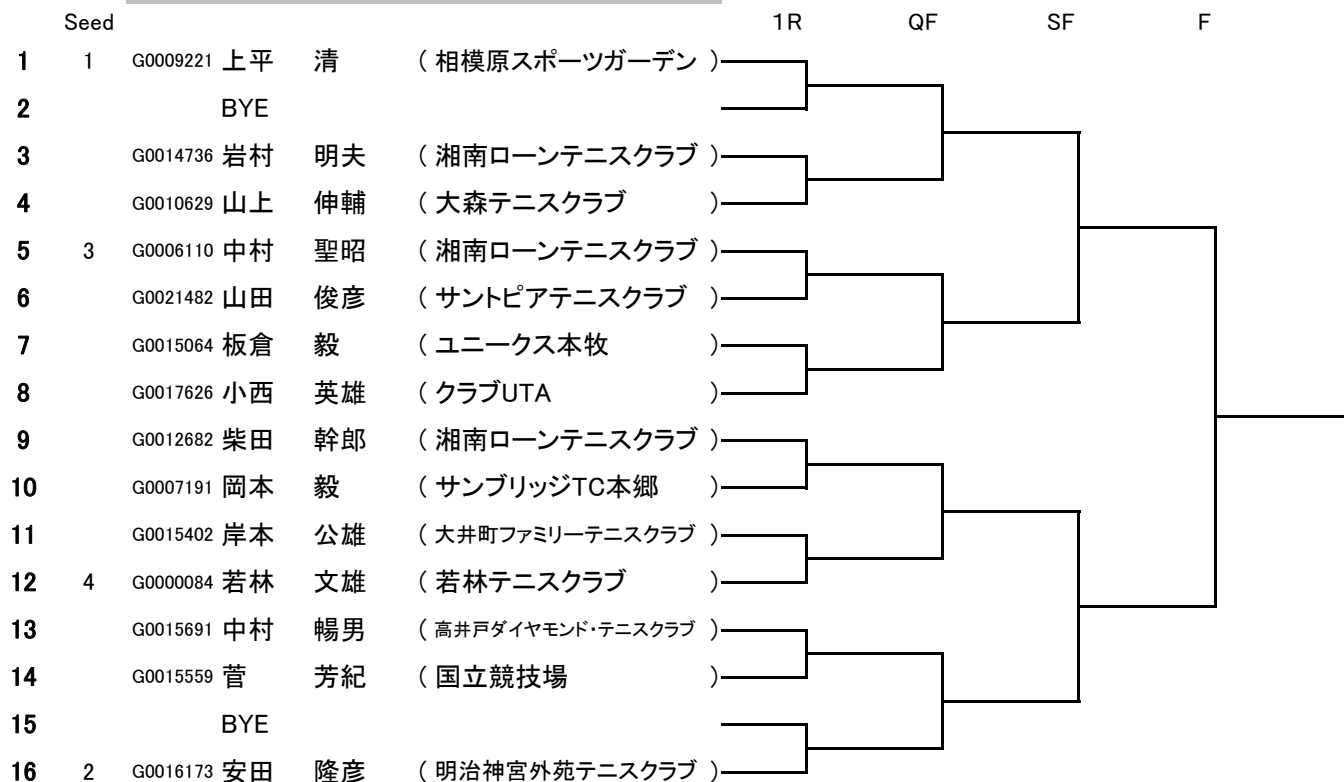 Seed 1R QF SF F
1 1 G0009221 上平 清 ( 相模原スポーツガーデン )
2 BYE
3 G0014736 岩村 明夫 ( 湘南ローンテニスクラブ )
4 G0010629 山上 伸輔 ( 大森テニスクラブ )
5 3 G0006110 中村 聖昭 ( 湘南ローンテニスクラブ )
6 G0021482 山田 俊彦 ( サントピアテニスクラブ )
7 G0015064 板倉 毅 ( ユニークス本牧 )
8 G0017626 小西 英雄 ( クラブUTA )
9 G0012682 柴田 幹郎 ( 湘南ローンテニスクラブ )
10 G0007191 岡本 毅 ( サンブリッジTC本郷 )
11 G0015402 岸本 公雄 ( 大井町ファミリーテニスクラブ )
12 4 G0000084 若林 文雄 ( 若林テニスクラブ )
13 G0015691 中村 暢男 ( 高井戸ダイヤモンド・テニスクラブ )
14 G0015559 菅 芳紀 ( 国立競技場 )
15 BYE
16 2 G0016173 安田 隆彦 ( 明治神宮外苑テニスクラブ )